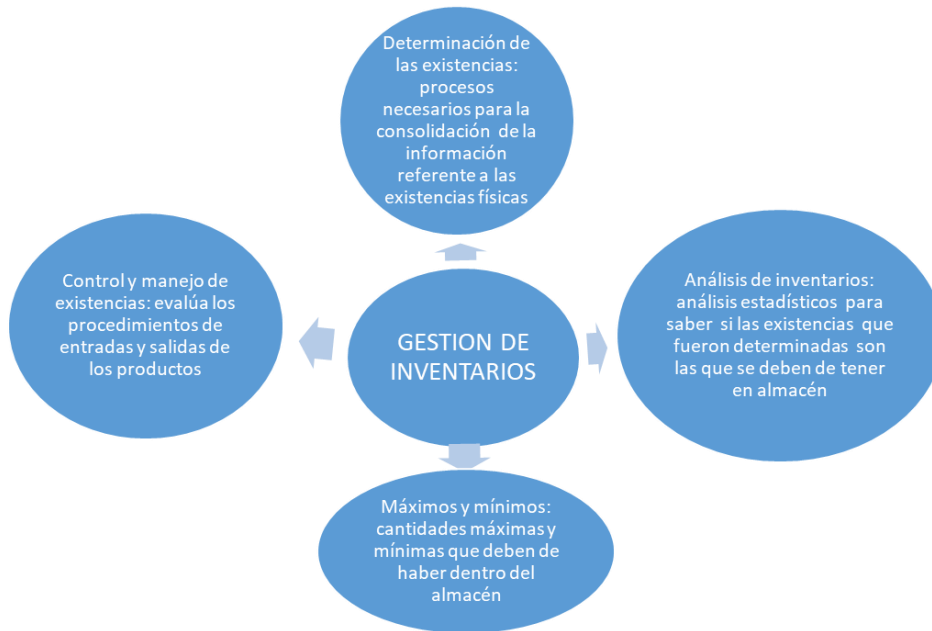 Determinación de
las existencias:
procesos
necesarios para la
consolidación de la
información
referente a las
existencias físicas
Control y manejo de
existencias: evalúa los
procedimientos de
entradas y salidas de
los productos
GESTION DE
INVENTARIOS
Análisis de inventarios:
análisis estadísticos para
saber si las existencias que
fueron determinadas son
las que se deben de tener
en almacén
Máximos y mínimos:
cantidades máximas y
mínimas que deben de
haber dentro del
almacén